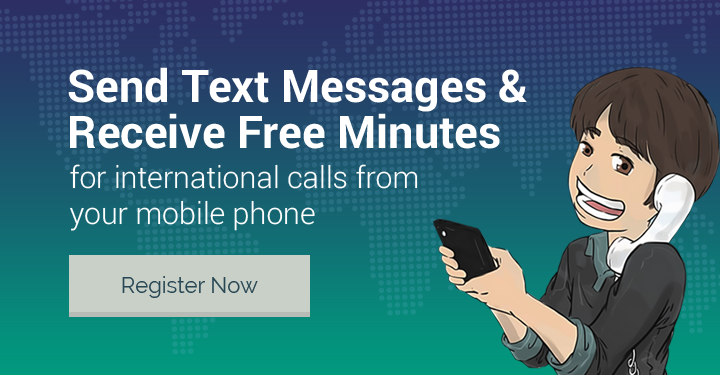 Send Text Messages &
Receive Free Minutes
for international calls from
your mobile phone
Register Now